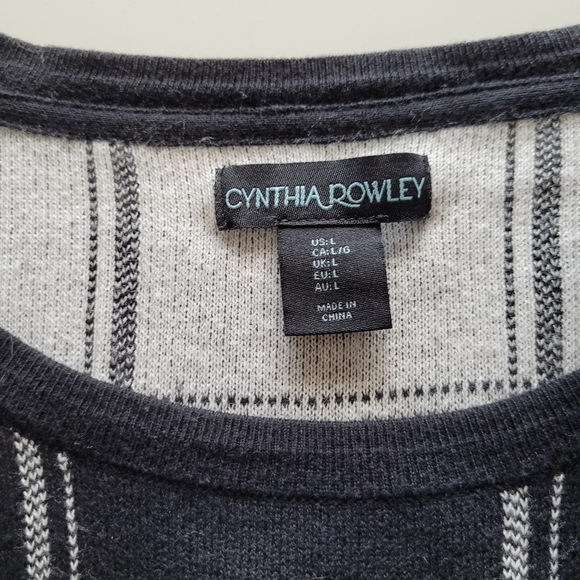 CYNTHIA ROWLEY
US: L
CA: L/G
UK: L
EU: L
AU: L
MADE IN
CHINA